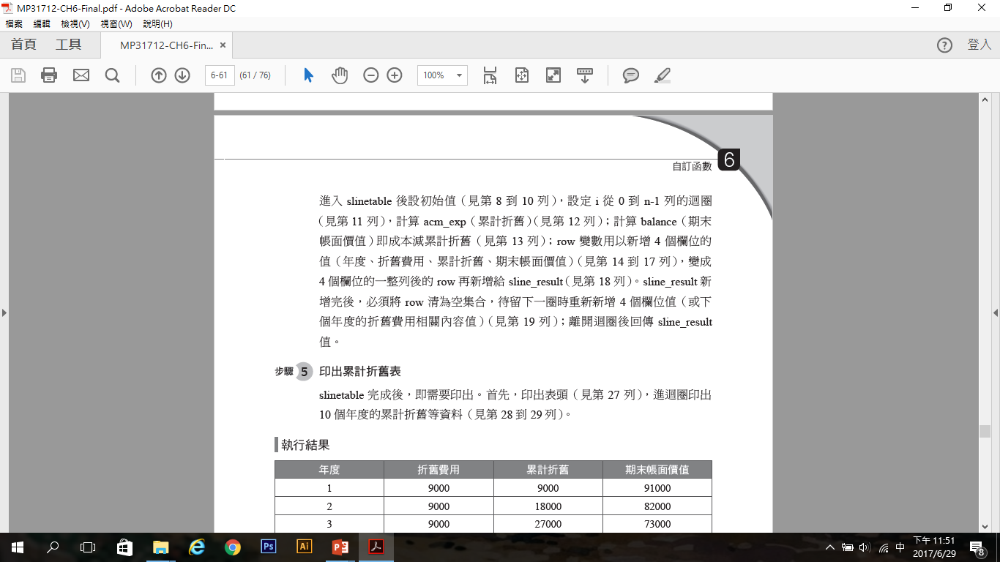 MP31712-CH6-Final.pdf - Adobe Acrobat Reader DC
檔案 編輯 檢視(V) 視窗(W) 說明(H)
首頁 工具 MP31712-CH6-Fin... × ? 登入
6-61 (61 / 76) 100%
自訂函數 6
進入 slinetable 後設初始值（見第 8 到 10 列），設定 i 從 0 到 n-1 列的迴圈
（見第 11 列），計算 acm_exp（累計折舊）（見第 12 列）；計算 balance（期末
帳面價值）即成本減累計折舊（見第 13 列）；row 變數用以新增 4 個欄位的
值（年度、折舊費用、累計折舊、期末帳面價值）（見第 14 到 17 列），變成
4 個欄位的一整列後的 row 再新增給 sline_result（見第 18 列）。sline_result 新
增完後，必須將 row 清為空集合，待留下一圈時重新新增 4 個欄位值（或下
個年度的折舊費用相關內容值）（見第 19 列）；離開迴圈後回傳 sline_result
值。
步驟 5 印出累計折舊表
slinetable 完成後，即需要印出。首先，印出表頭（見第 27 列），進迴圈印出
10 個年度的累計折舊等資料（見第 28 到 29 列）。
執行結果
年度 折舊費用 累計折舊 期末帳面價值
1 9000 9000 91000
2 9000 18000 82000
3 9000 27000 73000
Ps Ai 中 下午 11:51
2017/6/29 8